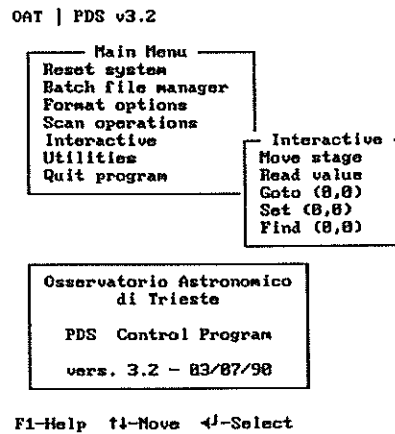 OAT | PDS v3.2
Main Menu
Reset system
Batch file manager
Format options
Scan operations
Interactive
Utilities
Quit program
Interactive
Move stage
Read value
Goto (0,0)
Set (0,0)
Find (0,0)
Osservatorio Astronomico
di Trieste
PDS Control Program
vers. 3.2 - 03/07/90
F1-Help ↑↓-Move ↵-Select